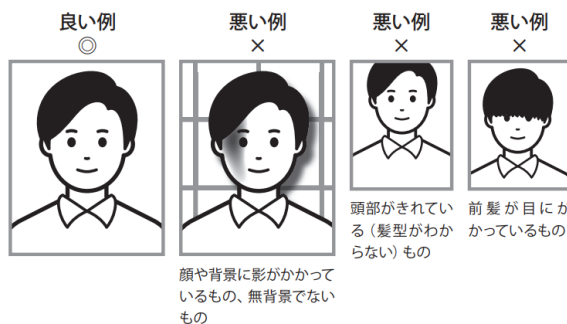 良い例
◎
悪い例
×
顔や背景に影がかかって
いるもの、無背景でない
もの
悪い例
×
頭部がきれてい
る（髪型がわか
らない）もの
悪い例
×
前髪が目にか
かっているもの